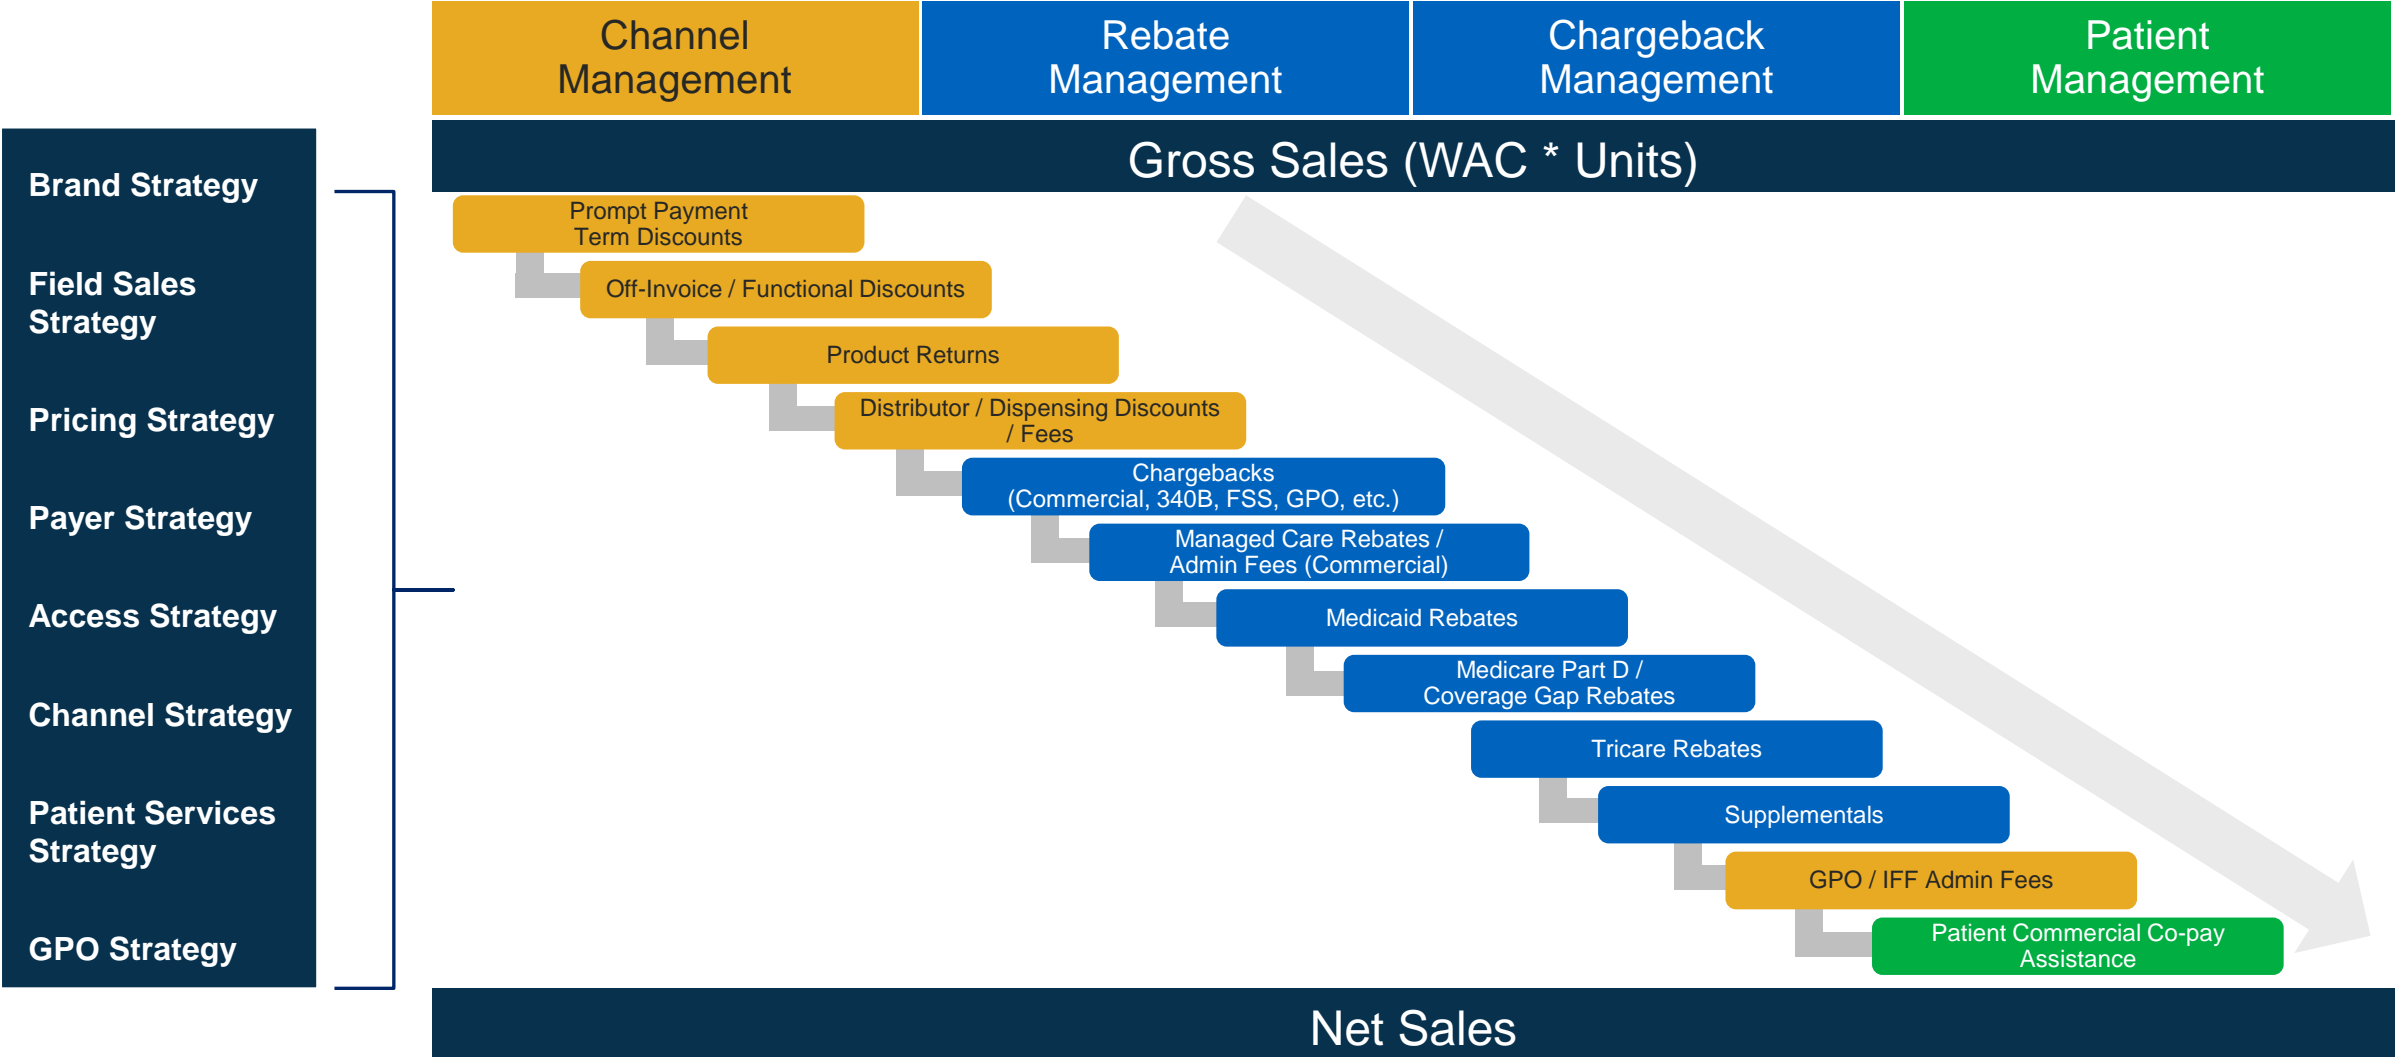 Channel
Management
Rebate
Management
Chargeback
Management
Patient
Management
Gross Sales (WAC * Units)
Brand Strategy
Field Sales
Strategy
Pricing Strategy
Payer Strategy
Access Strategy
Channel Strategy
Patient Services
Strategy
GPO Strategy
Prompt Payment
Term Discounts
Off-Invoice / Functional Discounts
Product Returns
Distributor / Dispensing Discounts
/ Fees
Chargebacks
(Commercial, 340B, FSS, GPO, etc.)
Managed Care Rebates /
Admin Fees (Commercial)
Medicaid Rebates
Medicare Part D /
Coverage Gap Rebates
Tricare Rebates
Supplementals
GPO / IFF Admin Fees
Patient Commercial Co-pay
Assistance
Net Sales